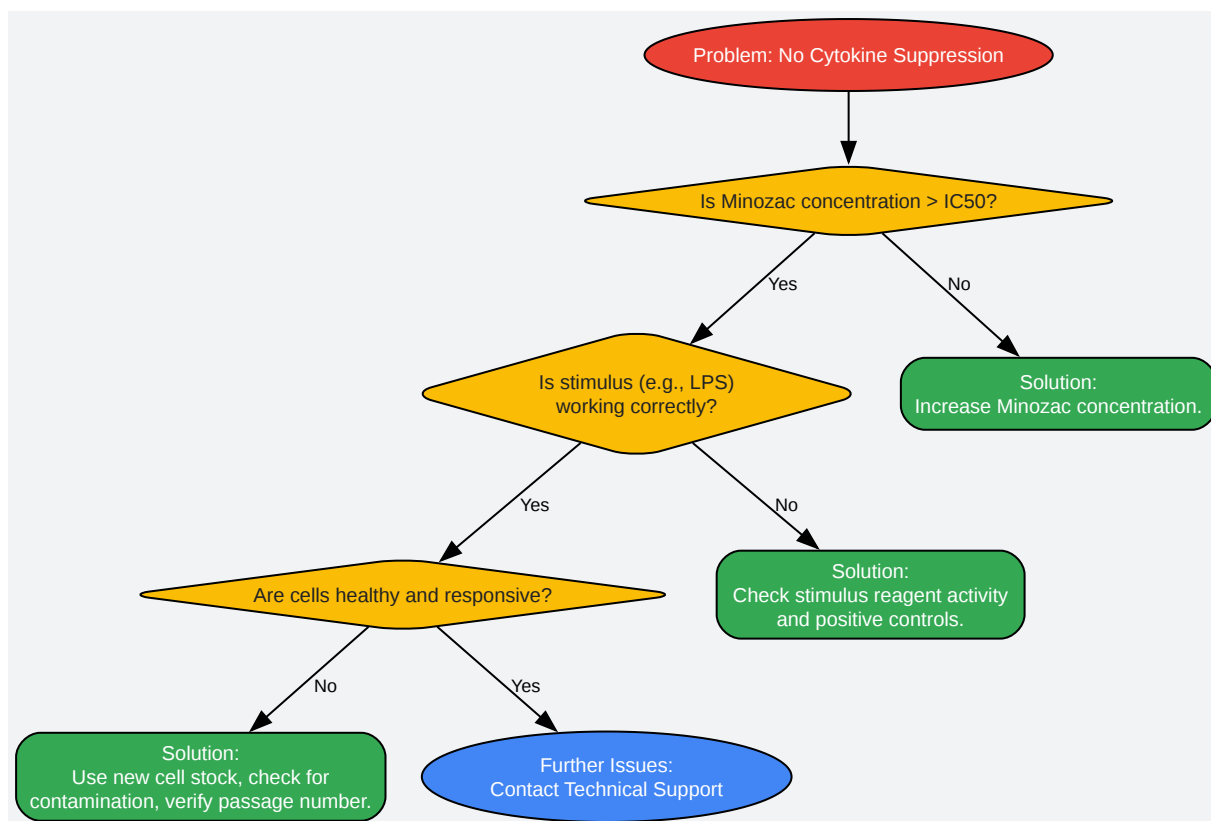 Problem: No Cytokine Suppression
Is Minozac concentration > IC50?
Yes
No
Is stimulus (e.g., LPS)
working correctly?
Solution:
Increase Minozac concentration.
Yes
No
Are cells healthy and responsive?
Solution:
Check stimulus reagent activity
and positive controls.
No
Yes
Solution:
Use new cell stock, check for
contamination, verify passage number.
Further Issues:
Contact Technical Support